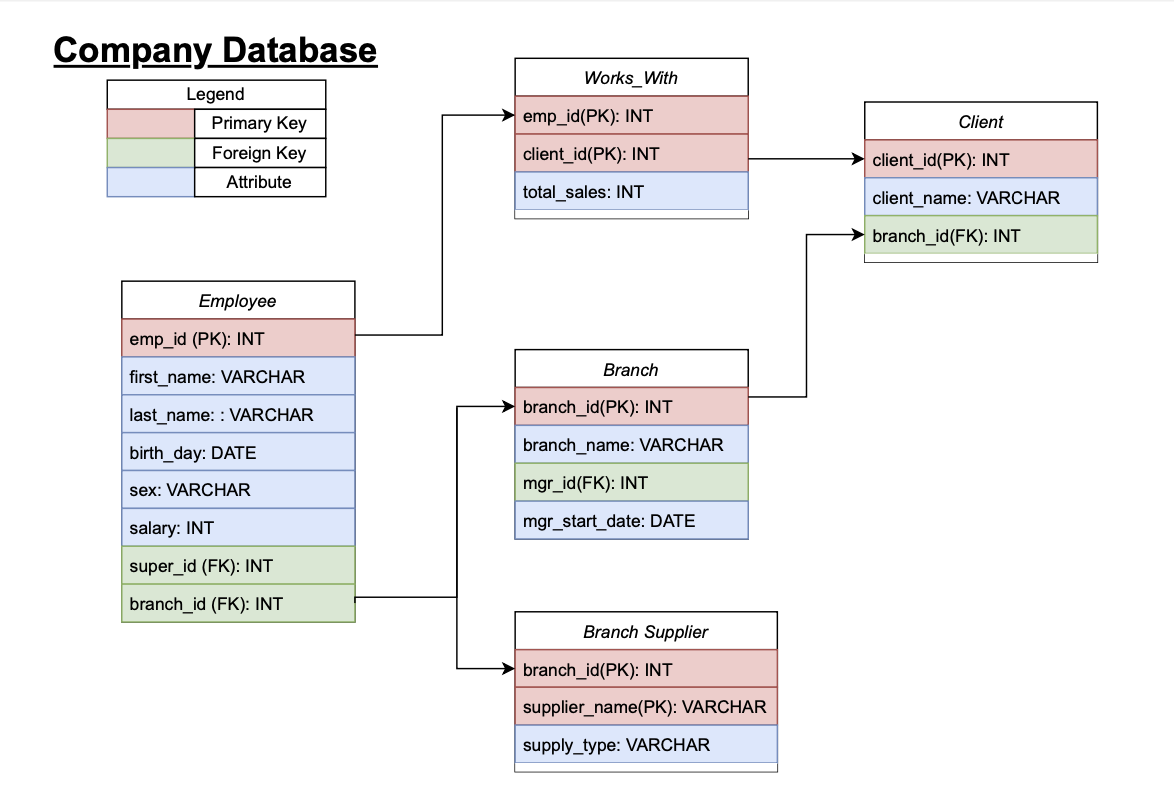 Company Database
Legend
Primary Key
Foreign Key
Attribute
Works_With
emp_id(PK): INT
client_id(PK): INT
total_sales: INT
Client
client_id(PK): INT
client_name: VARCHAR
branch_id(FK): INT
Employee
emp_id (PK): INT
first_name: VARCHAR
last_name: : VARCHAR
birth_day: DATE
sex: VARCHAR
salary: INT
super_id (FK): INT
branch_id (FK): INT
Branch
branch_id(PK): INT
branch_name: VARCHAR
mgr_id(FK): INT
mgr_start_date: DATE
Branch Supplier
branch_id(PK): INT
supplier_name(PK): VARCHAR
supply_type: VARCHAR